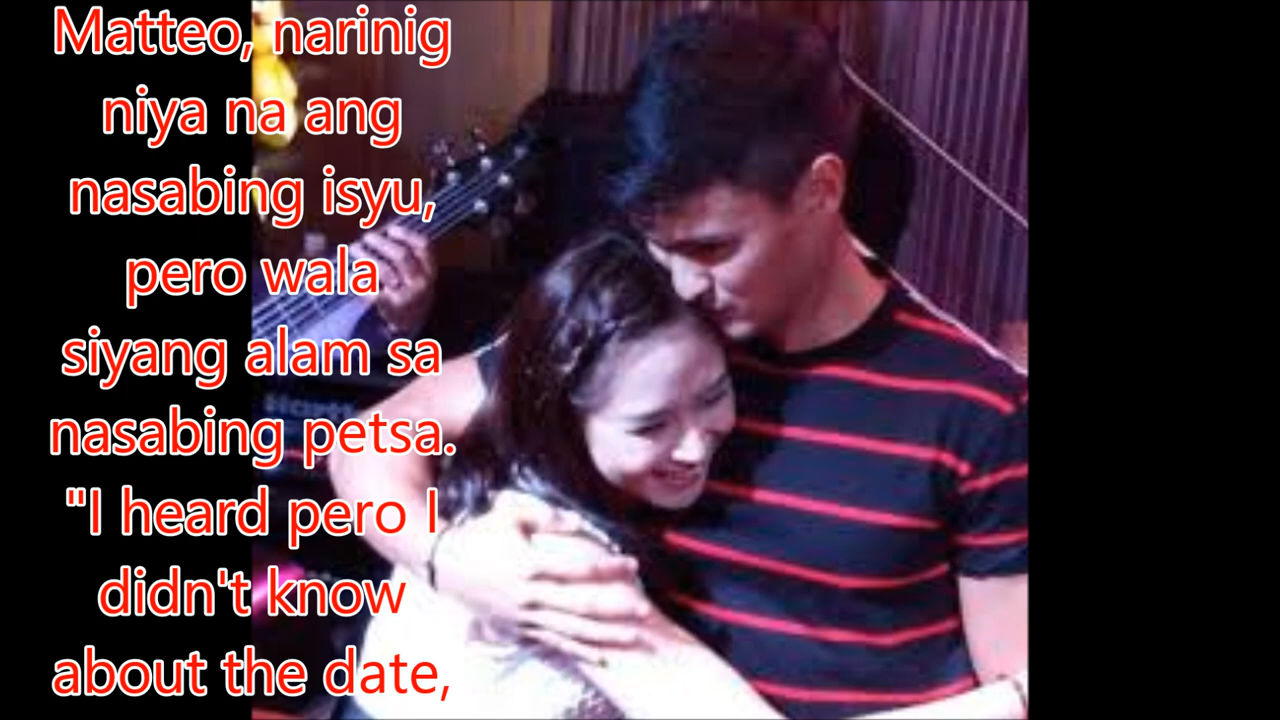 Matteo, narinig
niya na ang
nasabing isyu,
pero wala
siyang alam sa
nasabing petsa.
"I heard pero I
didn't know
about the date,